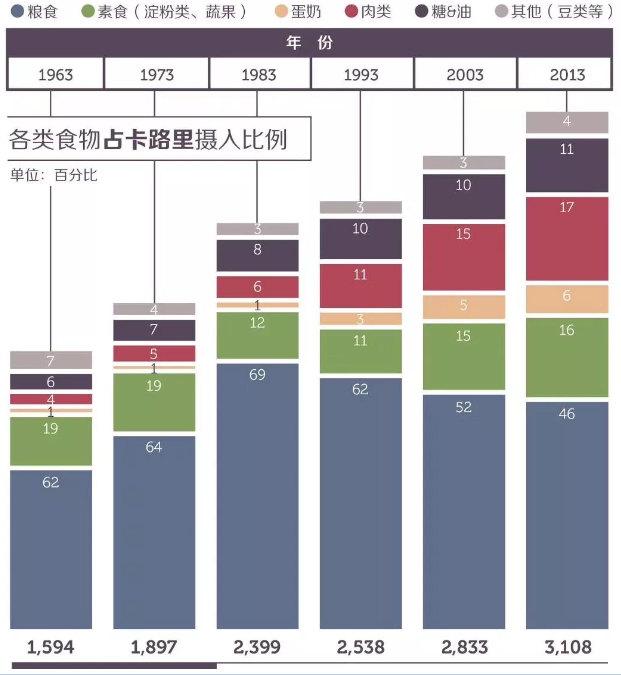 粮食 素食（淀粉类、蔬果） 蛋奶 肉类 糖&油 其他（豆类等）
年 份
1963 1973 1983 1993 2003 2013
各类食物占卡路里摄入比例
单位：百分比
7 4 3 3 3 4
6 7 8 10 10 11
4 5 6 11 15 17
1 1 1 3 5 6
19 19 12 11 15 16
62 64 69 62 52 46
1,594 1,897 2,399 2,538 2,833 3,108